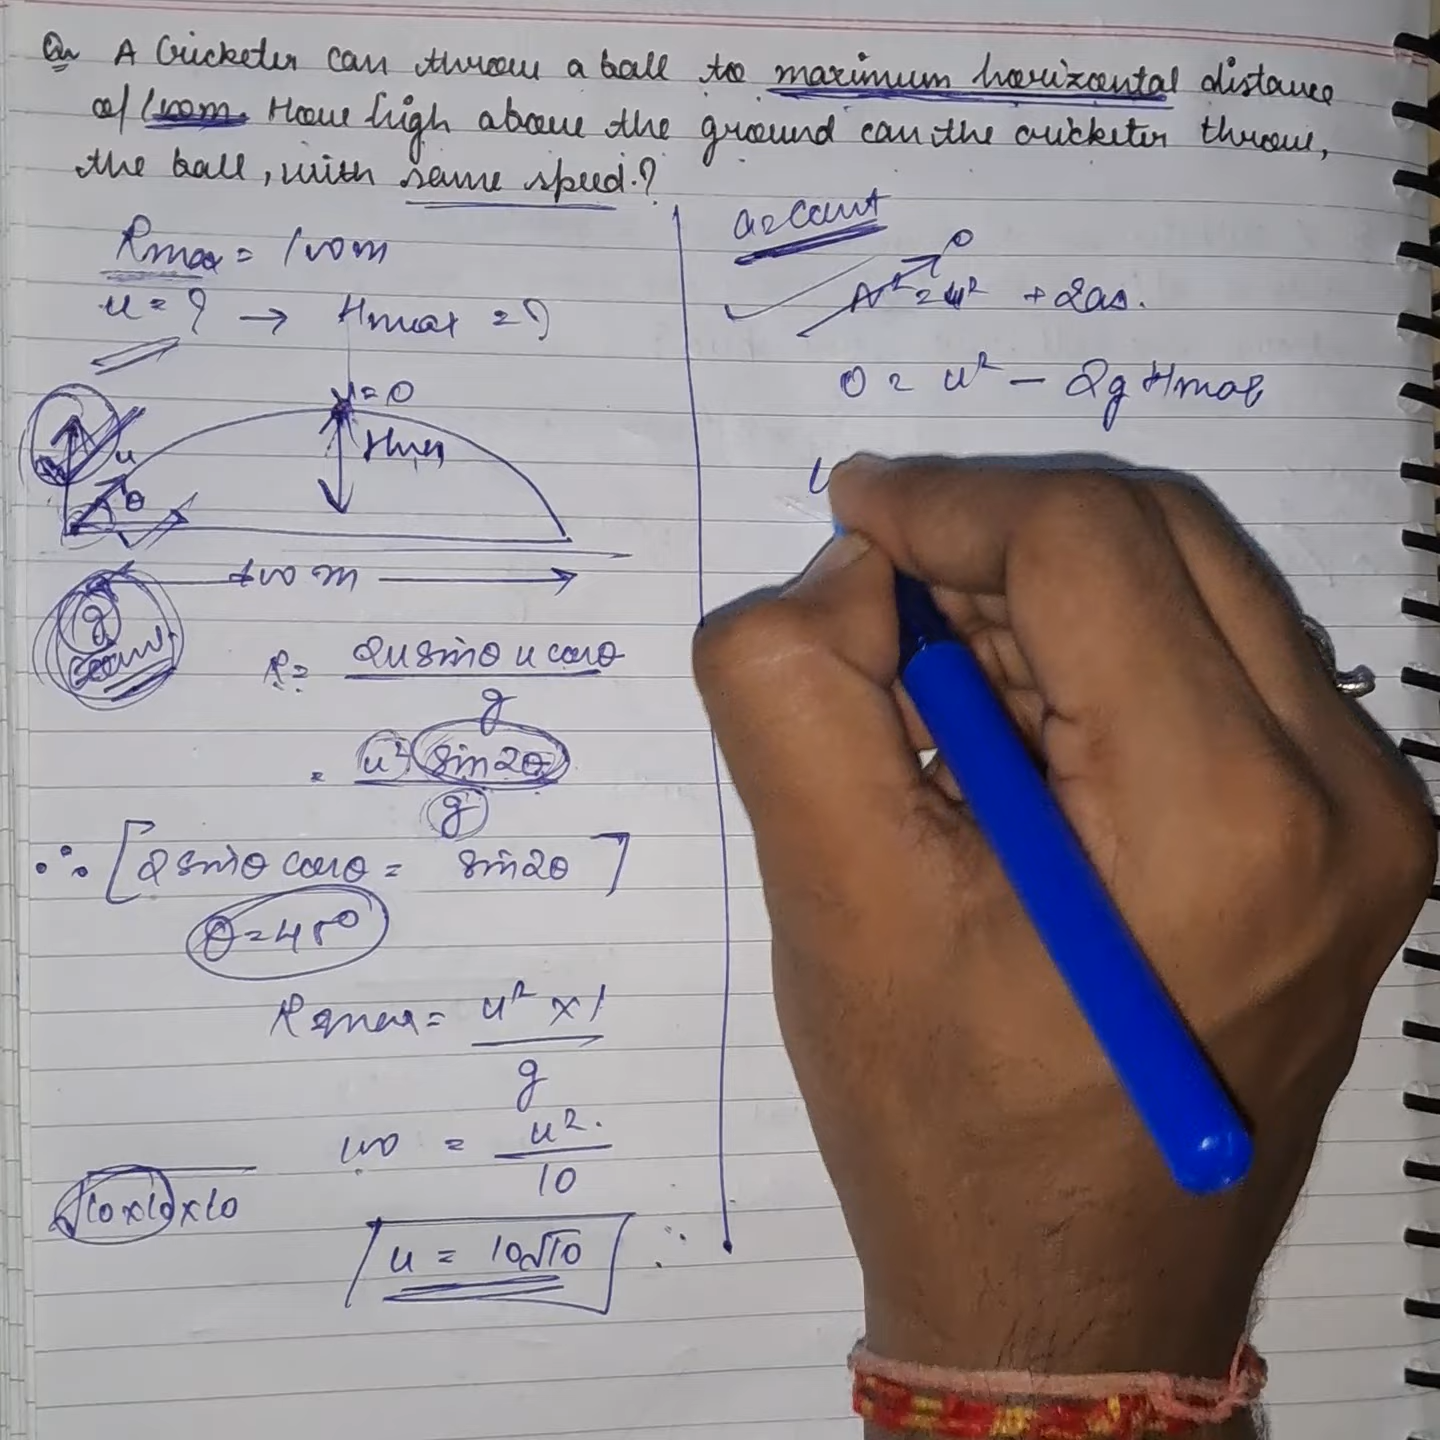 Qn A Cricketer can throw a ball to maximum horizontal distance
of 100m. How high above the ground can the cricketer throw,
the ball, with same speed.?
Rmax = 100m
u = ? → Hmax = ?
v = 0
Hmax
u
θ
100 m
g
R = 2u sinθ u cosθ
g
= u² sin2θ
g
∴ [2 sinθ cosθ = sin2θ]
θ = 45°
Rmax = u² × 1
g
100 = u².
10
√10×10×10
u = 10√10 ∴
a = const
0
v² = u² + 2as.
0 = u² - 2g Hmax